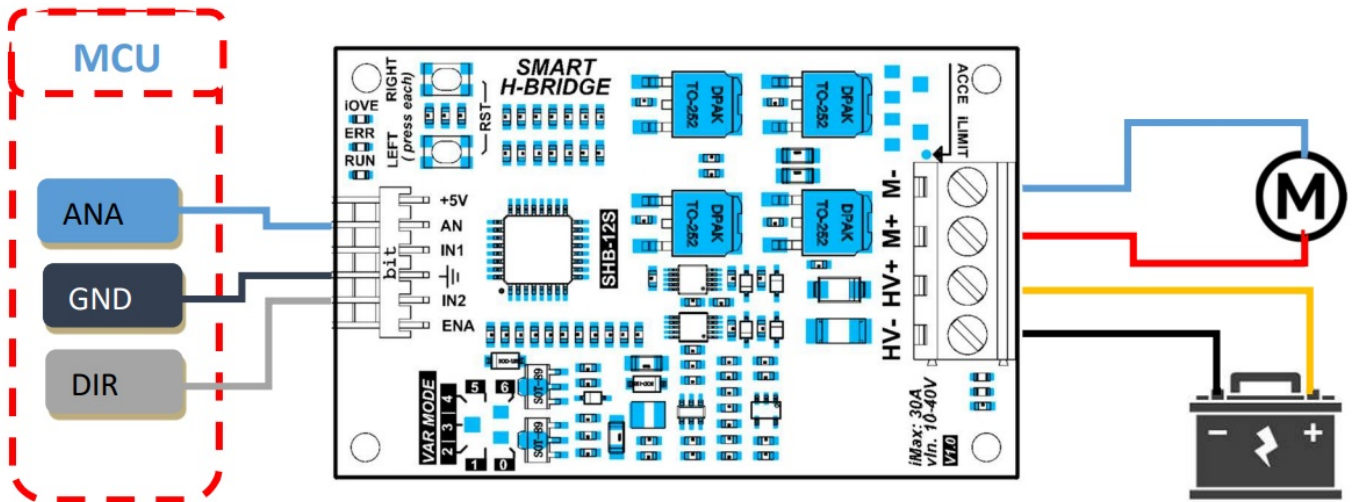 MCU
ANA
GND
DIR
SMART
H-BRIDGE
RIGHT
LEFT
(press each)
RST
iOVE
ERR
RUN
+5V
AN
IN1
IN2
ENA
bit
SHB-12S
DPAK
TO-252
DPAK
TO-252
DPAK
TO-252
DPAK
TO-252
ACCE
iLIMIT
M-
M+
HV+
HV-
M
VAR MODE
2 3 4
5 6
1 0
SOT-89
SOT-89
iMax: 30A
vIn. 10-40V
V1.0